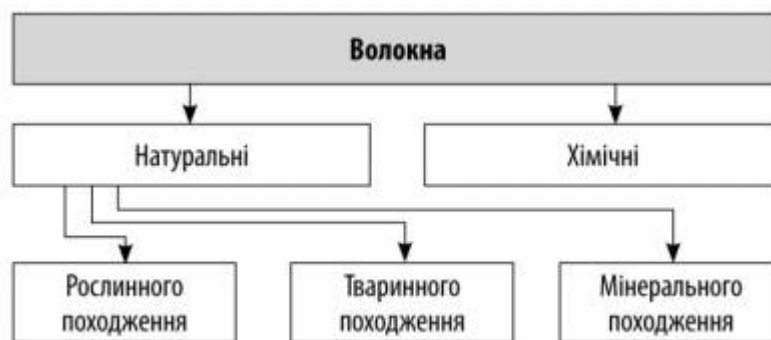 Волокна
Натуральні
Хімічні
Рослинного
походження
Тваринного
походження
Мінерального
походження